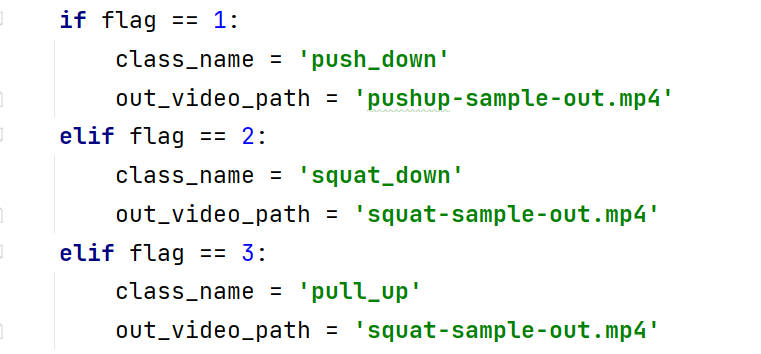 if flag == 1:
    class_name = 'push_down'
    out_video_path = 'pushup-sample-out.mp4'
elif flag == 2:
    class_name = 'squat_down'
    out_video_path = 'squat-sample-out.mp4'
elif flag == 3:
    class_name = 'pull_up'
    out_video_path = 'squat-sample-out.mp4'